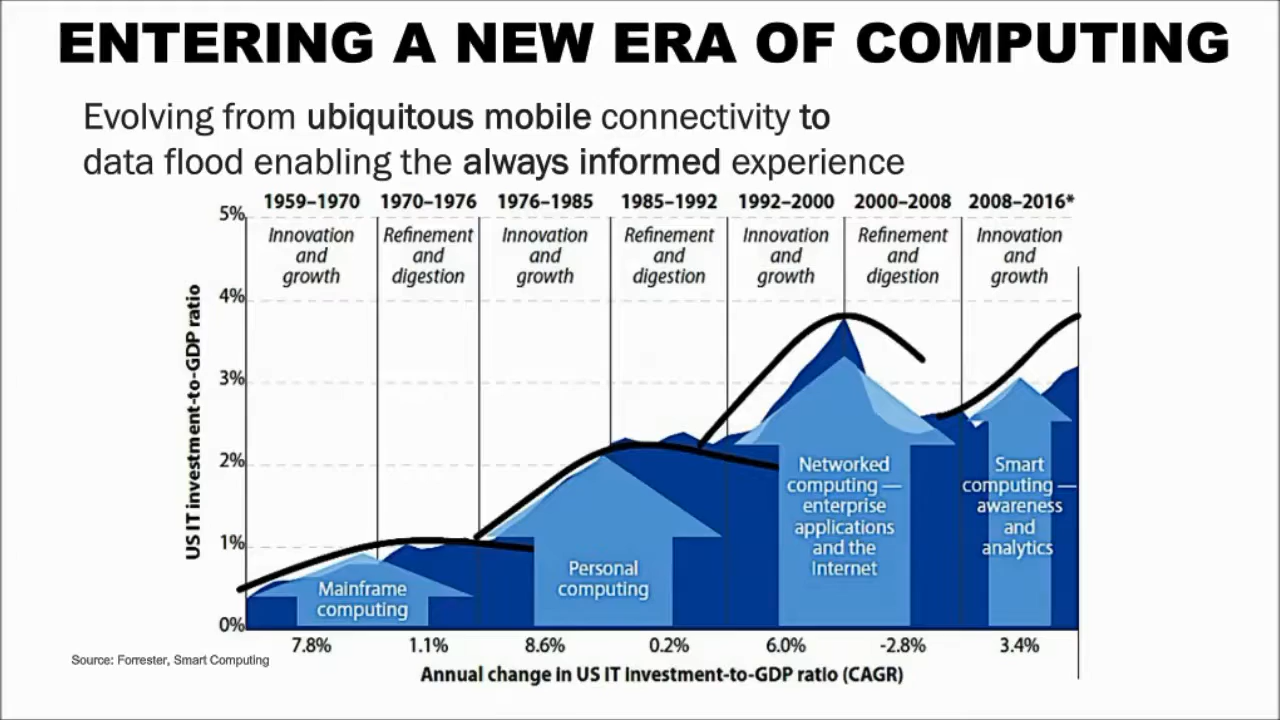 ENTERING A NEW ERA OF COMPUTING
Evolving from ubiquitous mobile connectivity to
data flood enabling the always informed experience
1959–1970 1970–1976 1976–1985 1985–1992 1992–2000 2000–2008 2008–2016*
Innovation and growth
Refinement and digestion
Innovation and growth
Refinement and digestion
Innovation and growth
Refinement and digestion
Innovation and growth
5%
4%
3%
2%
1%
0%
US IT investment-to-GDP ratio
Mainframe
computing
Personal
computing
Networked
computing —
enterprise
applications
and the
Internet
Smart
computing —
awareness
and
analytics
7.8% 1.1% 8.6% 0.2% 6.0% -2.8% 3.4%
Annual change in US IT investment-to-GDP ratio (CAGR)
Source: Forrester, Smart Computing